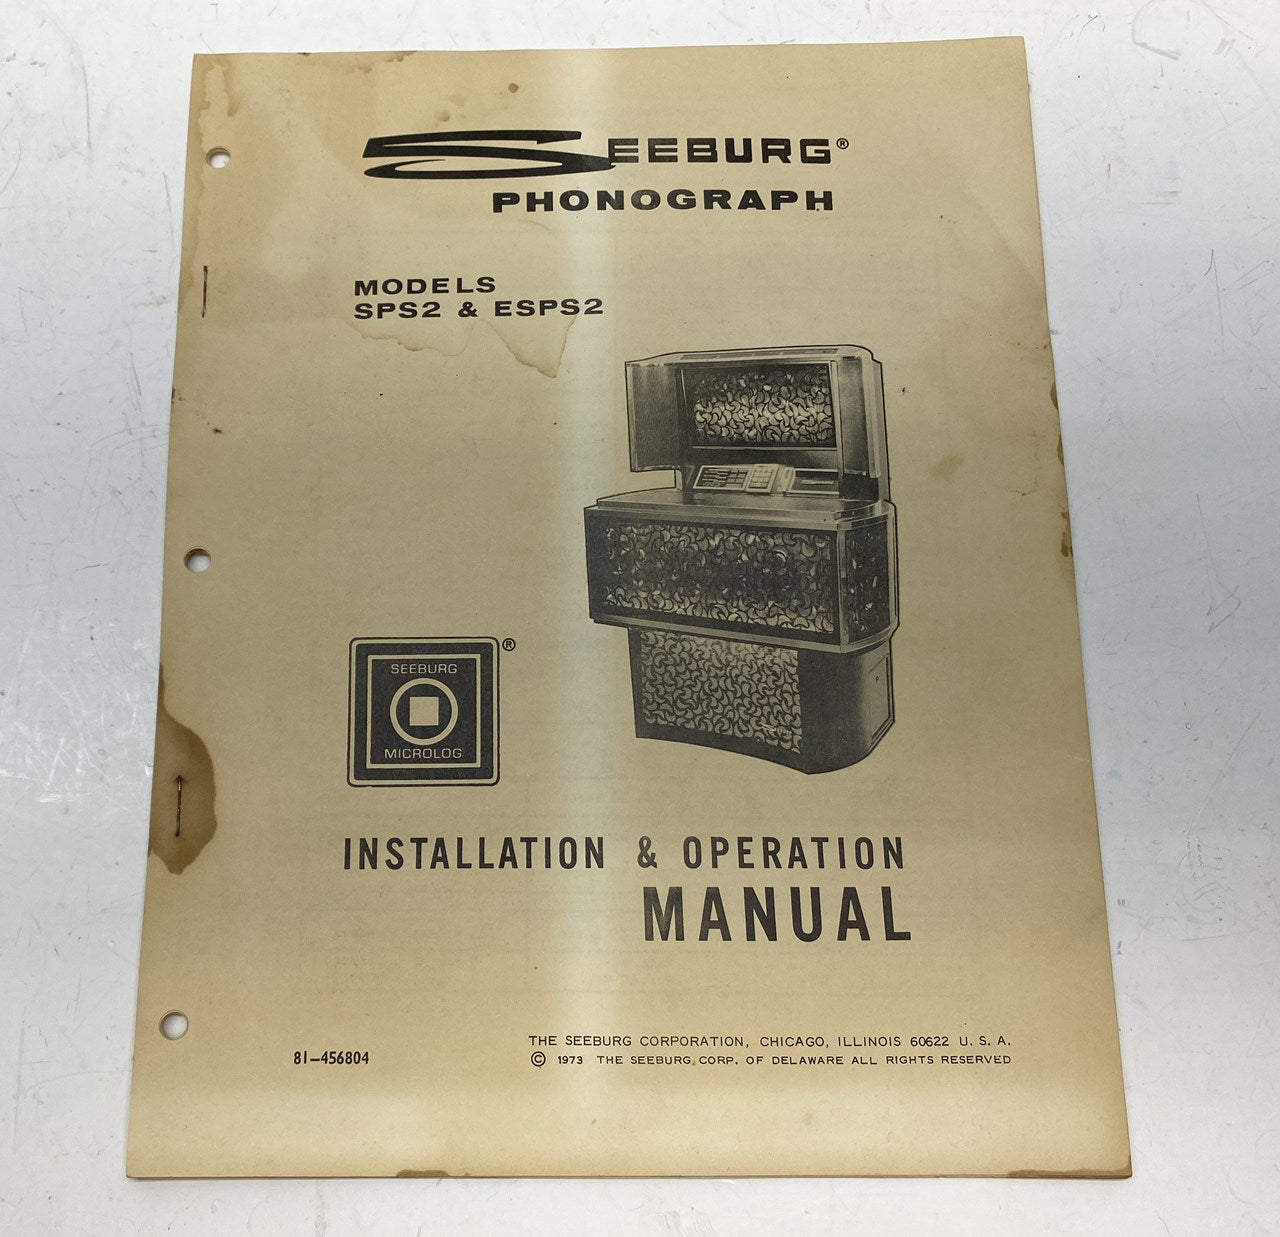 SEEBURG®
PHONOGRAPH
MODELS
SPS2 & ESPS2
SEEBURG ®
MICROLOG
INSTALLATION & OPERATION
MANUAL
81-456804
THE SEEBURG CORPORATION, CHICAGO, ILLINOIS 60622 U. S. A.
© 1973 THE SEEBURG CORP. OF DELAWARE ALL RIGHTS RESERVED